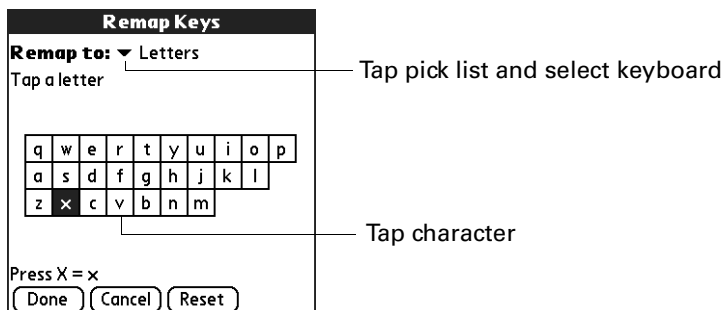 Remap Keys
Remap to: Letters
Tap pick list and select keyboard
Tap a letter
q w e r t y u i o p
a s d f g h j k l
z x c v b n m
Tap character
Press X = x
Done Cancel Reset